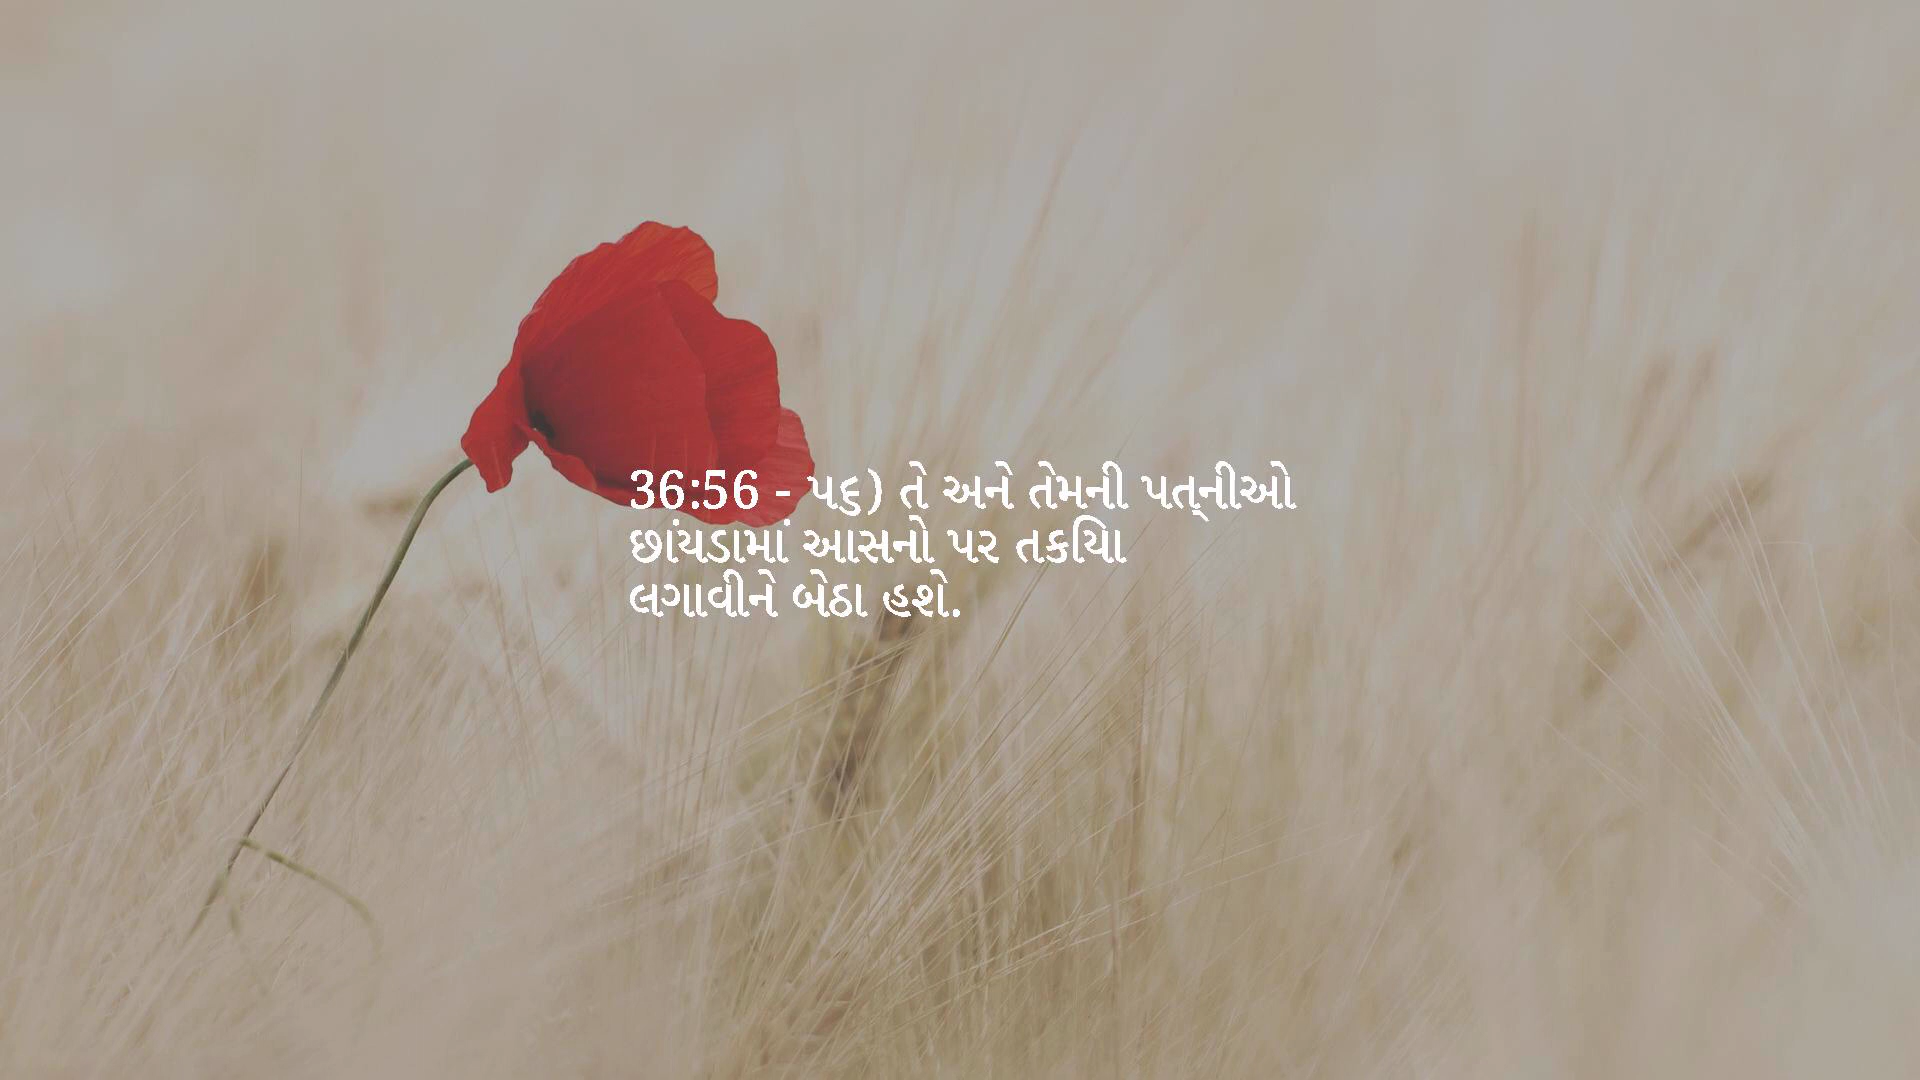 36:56 - ૫૬) તે અને તેમની પત્નીઓ
છાંયડામાં આસનો પર તકિયા
લગાવીને બેઠા હશે.